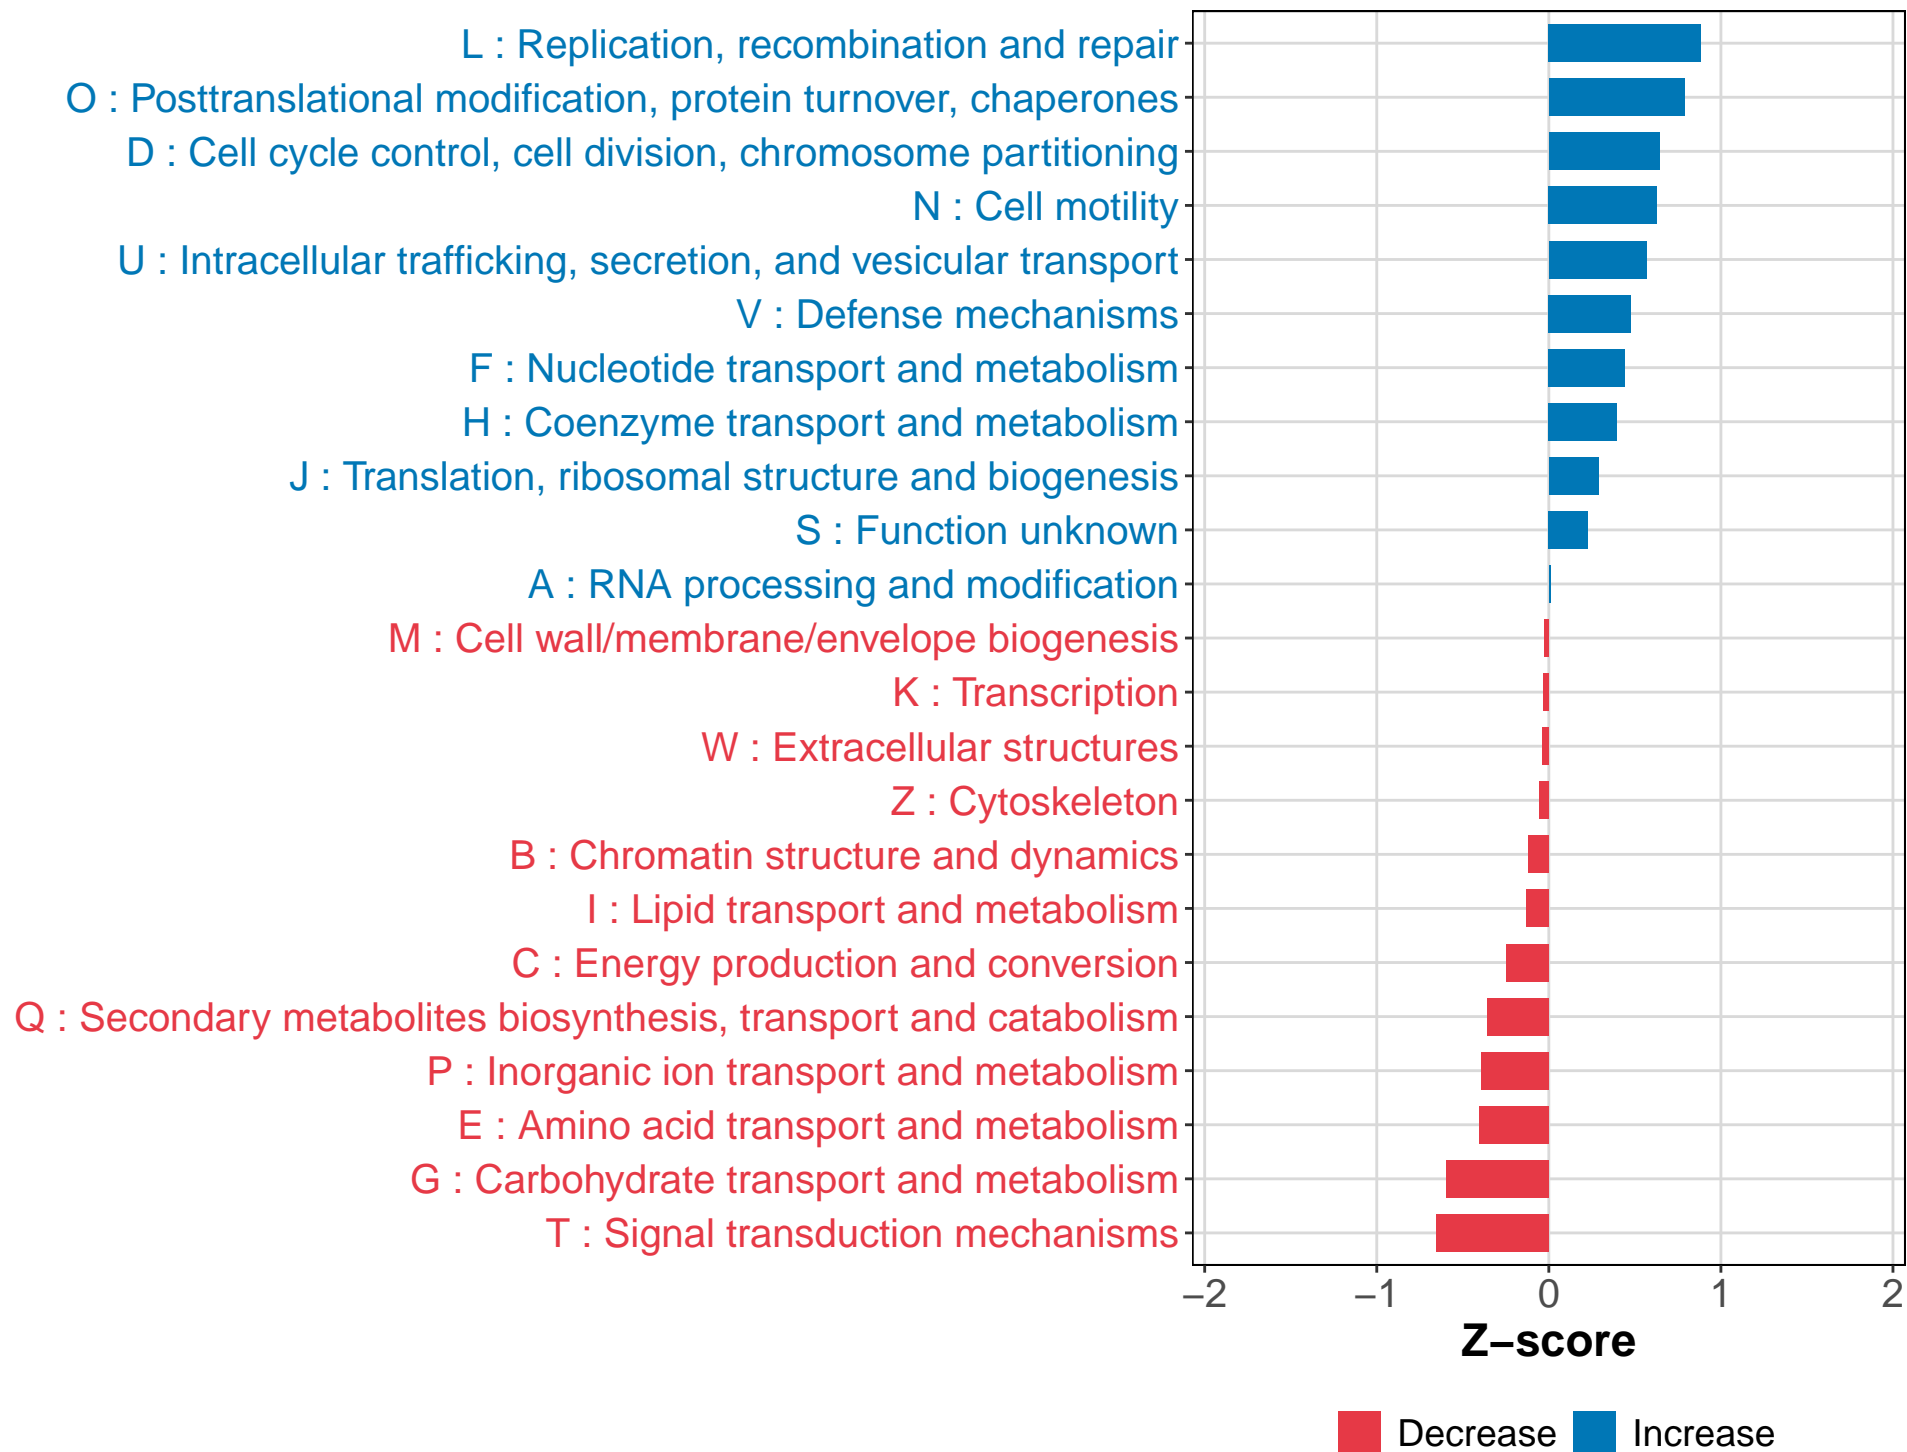 L : Replication, recombination and repair
O : Posttranslational modification, protein turnover, chaperones
D : Cell cycle control, cell division, chromosome partitioning
N : Cell motility
U : Intracellular trafficking, secretion, and vesicular transport
V : Defense mechanisms
F : Nucleotide transport and metabolism
H : Coenzyme transport and metabolism
J : Translation, ribosomal structure and biogenesis
S : Function unknown
A : RNA processing and modification
M : Cell wall/membrane/envelope biogenesis
K : Transcription
W : Extracellular structures
Z : Cytoskeleton
B : Chromatin structure and dynamics
I : Lipid transport and metabolism
C : Energy production and conversion
Q : Secondary metabolites biosynthesis, transport and catabolism
P : Inorganic ion transport and metabolism
E : Amino acid transport and metabolism
G : Carbohydrate transport and metabolism
T : Signal transduction mechanisms
−2 −1 0 1 2
Z−score
Decrease Increase